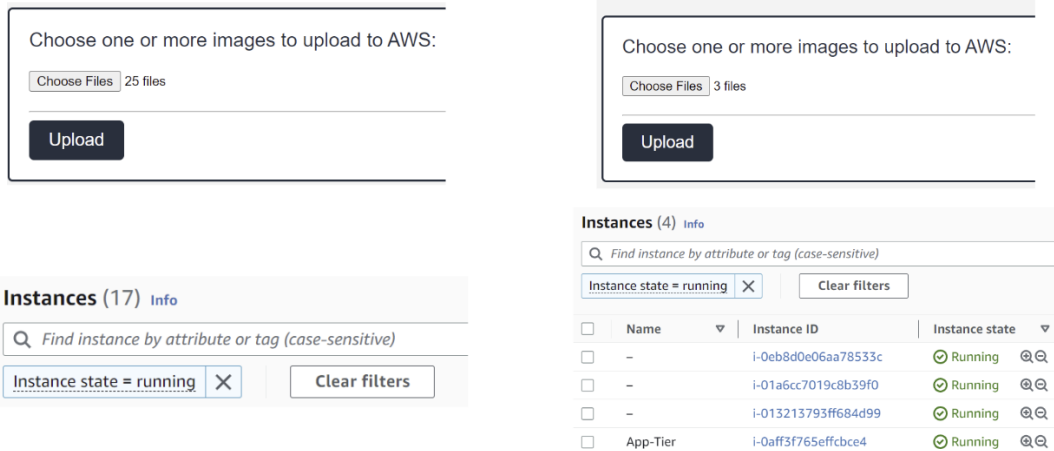 Choose one or more images to upload to AWS:
Choose Files 25 files
Upload
Instances (17) Info
Find instance by attribute or tag (case-sensitive)
Instance state = running
Clear filters
Choose one or more images to upload to AWS:
Choose Files 3 files
Upload
Instances (4) Info
Find instance by attribute or tag (case-sensitive)
Instance state = running
Clear filters
Name Instance ID Instance state
– i-0eb8d0e06aa78533c Running
– i-01a6cc7019c8b39f0 Running
– i-013213793ff684d99 Running
App-Tier i-0aff3f765effcbce4 Running